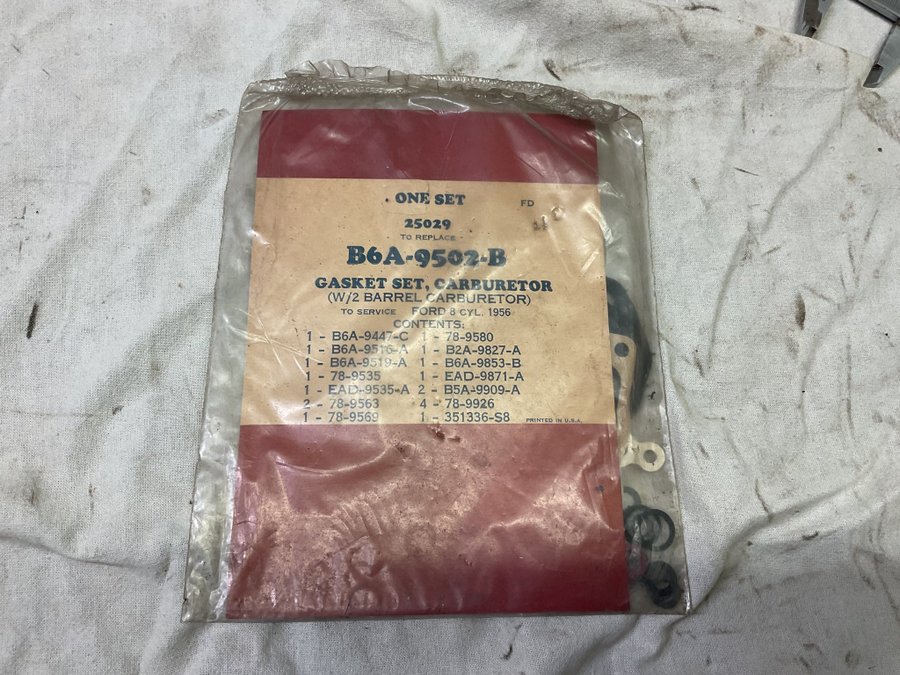 ONE SET FD
25029
TO REPLACE
B6A-9502-B
GASKET SET, CARBURETOR
(W/2 BARREL CARBURETOR)
TO SERVICE FORD 8 CYL. 1956
CONTENTS:
1 - B6A-9447-C 1 - 78-9580
1 - B6A-9516-A 1 - B2A-9827-A
1 - B6A-9519-A 1 - B6A-9853-B
1 - 78-9535 1 - EAD-9871-A
1 - EAD-9535-A 2 - B5A-9909-A
2 - 78-9563 4 - 78-9926
1 - 78-9569 1 - 351336-S8 PRINTED IN U.S.A.